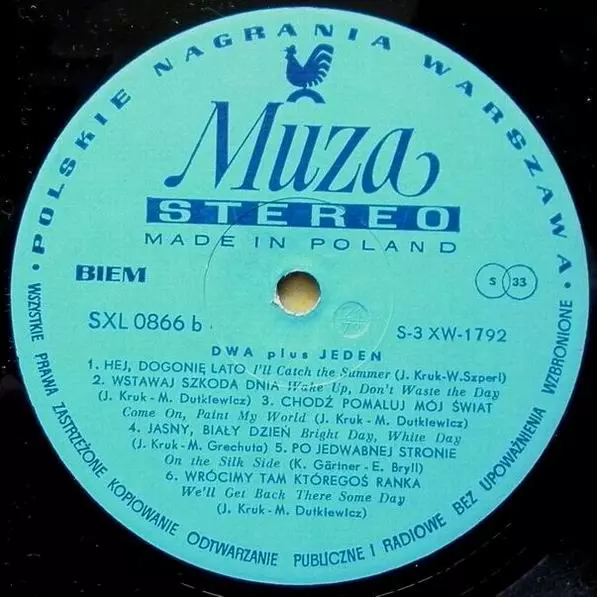 • POLSKIE NAGRANIA WARSZAWA •
Muza
STEREO
MADE IN POLAND
BIEM
S 33
SXL 0866 b
S-3 XW-1792
DWA plus JEDEN
1. HEJ, DOGONIĘ LATO I'll Catch the Summer (J. Kruk-W. Szperl)
2. WSTAWAJ SZKODA DNIA Wake Up, Don't Waste the Day
(J. Kruk - M. Dutkiewicz) 3. CHODŹ POMALUJ MÓJ ŚWIAT
Come On, Paint My World (J. Kruk - M. Dutkiewicz)
4. JASNY, BIAŁY DZIEŃ Bright Day, White Day
(J. Kruk - M. Grechuta) 5. PO JEDWABNEJ STRONIE
On the Silk Side (K. Gärtner - E. Bryll)
6. WRÓCIMY TAM KTÓREGOŚ RANKA
We'll Get Back There Some Day
(J. Kruk - M. Dutkiewicz)
WSZYSTKIE PRAWA ZASTRZEŻONE KOPIOWANIE ODTWARZANIE PUBLICZNE I RADIOWE BEZ UPOWAŻNIENIA WZBRONIONE